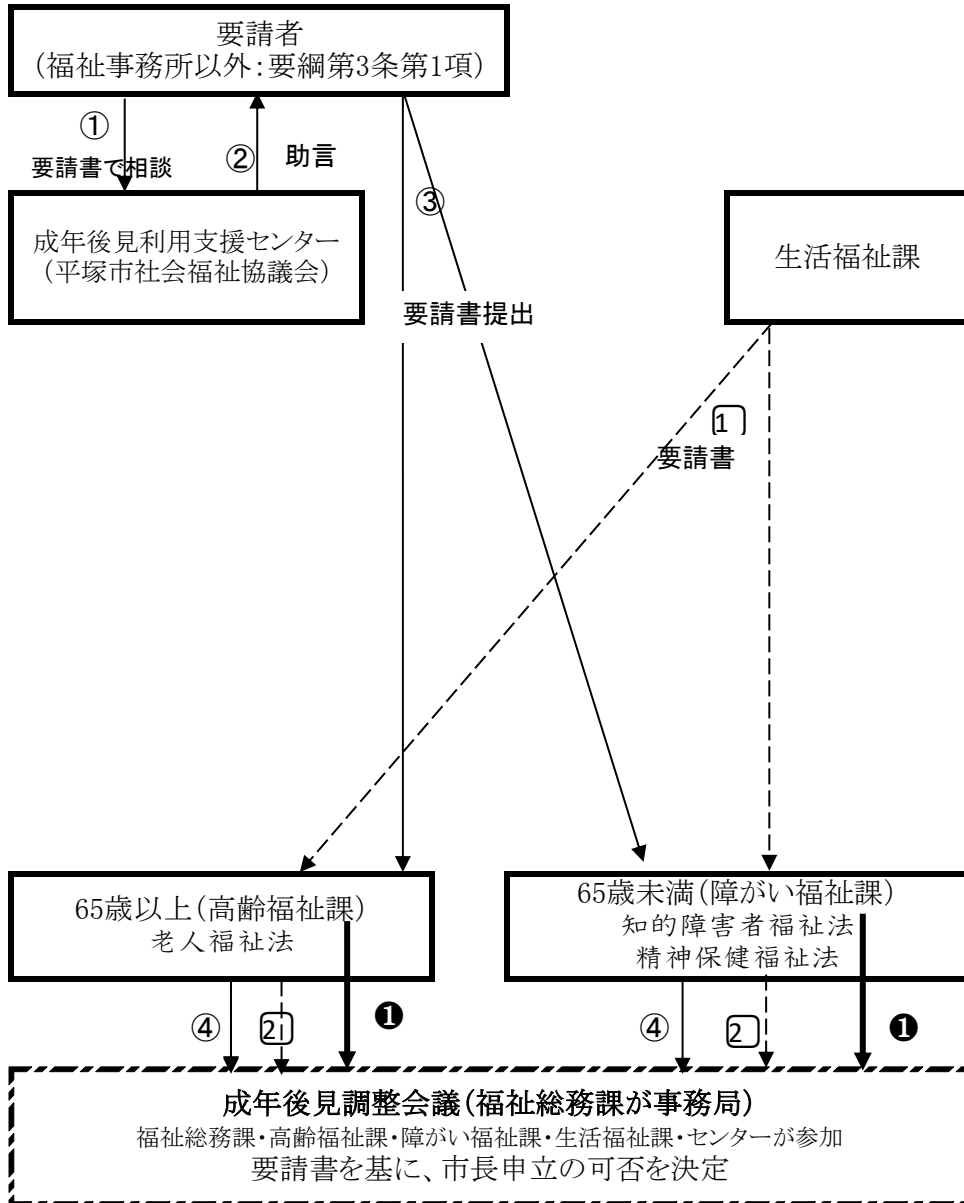 要請者
(福祉事務所以外:要綱第3条第1項)
①
要請書で相談
②
助言
③
成年後見利用支援センター
(平塚市社会福祉協議会)
生活福祉課
要請書提出
1
要請書
65歳以上(高齢福祉課)
老人福祉法
65歳未満(障がい福祉課)
知的障害者福祉法
精神保健福祉法
④
2
❶
④
2
❶
成年後見調整会議(福祉総務課が事務局)
福祉総務課・高齢福祉課・障がい福祉課・生活福祉課・センターが参加
要請書を基に、市長申立の可否を決定